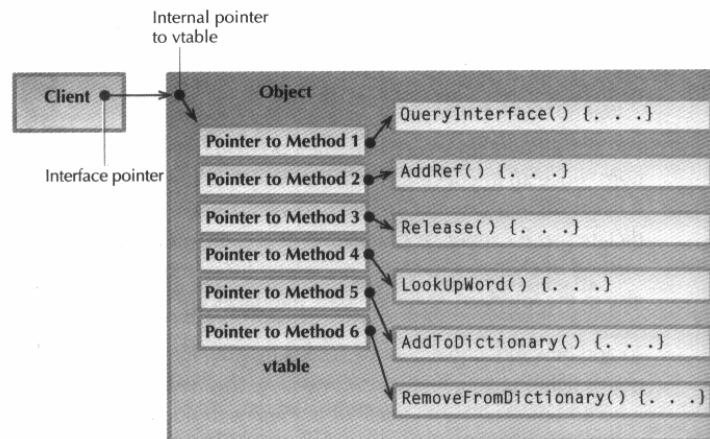 Internal pointer
to vtable
Client
Object
Interface pointer
Pointer to Method 1
Pointer to Method 2
Pointer to Method 3
Pointer to Method 4
Pointer to Method 5
Pointer to Method 6
vtable
QueryInterface() {. . .}
AddRef() {. . .}
Release() {. . .}
LookUpWord() {. . .}
AddToDictionary() {. . .}
RemoveFromDictionary() {. . .}